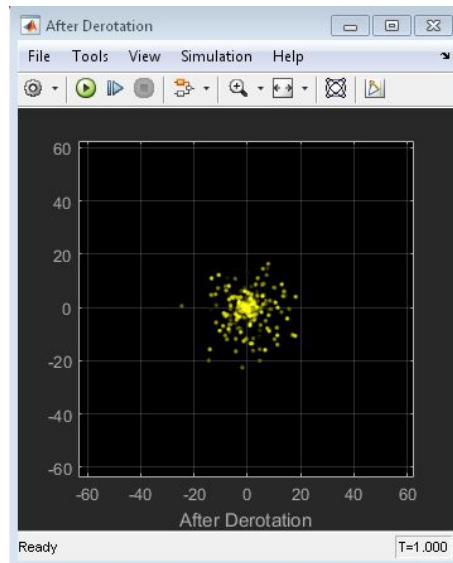 After Derotation
File Tools View Simulation Help
60
40
20
0
-20
-40
-60
-60 -40 -20 0 20 40 60
After Derotation
Ready T=1.000